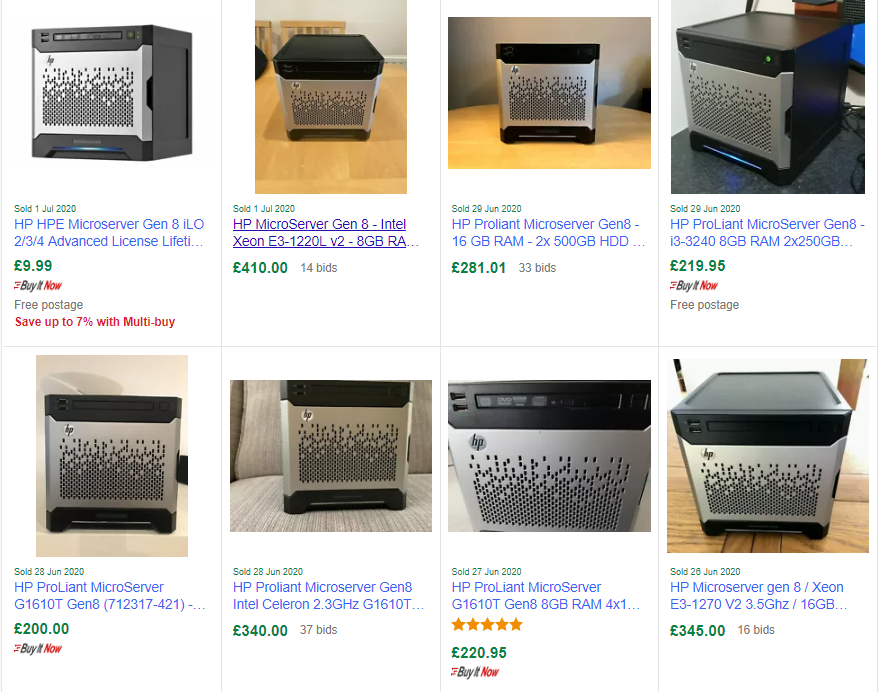 Sold 1 Jul 2020
HP HPE Microserver Gen 8 iLO
2/3/4 Advanced License Lifeti...
£9.99
Buy It Now
Free postage
Save up to 7% with Multi-buy
Sold 1 Jul 2020
HP MicroServer Gen 8 - Intel
Xeon E3-1220L v2 - 8GB RA...
£410.00 14 bids
Sold 29 Jun 2020
HP Proliant MicroServer Gen8 -
16 GB RAM - 2x 500GB HDD ...
£281.01 33 bids
Sold 29 Jun 2020
HP ProLiant MicroServer Gen8 -
i3-3240 8GB RAM 2x250GB...
£219.95
Buy It Now
Free postage
Sold 28 Jun 2020
HP ProLiant MicroServer
G1610T Gen8 (712317-421) -...
£200.00
Buy It Now
Sold 28 Jun 2020
HP Proliant MicroServer Gen8
Intel Celeron 2.3GHz G1610T...
£340.00 37 bids
hp
Sold 27 Jun 2020
HP ProLiant MicroServer
G1610T Gen8 8GB RAM 4x1...
£220.95
Buy It Now
Sold 26 Jun 2020
HP Microserver gen 8 / Xeon
E3-1270 V2 3.5Ghz / 16GB...
£345.00 16 bids